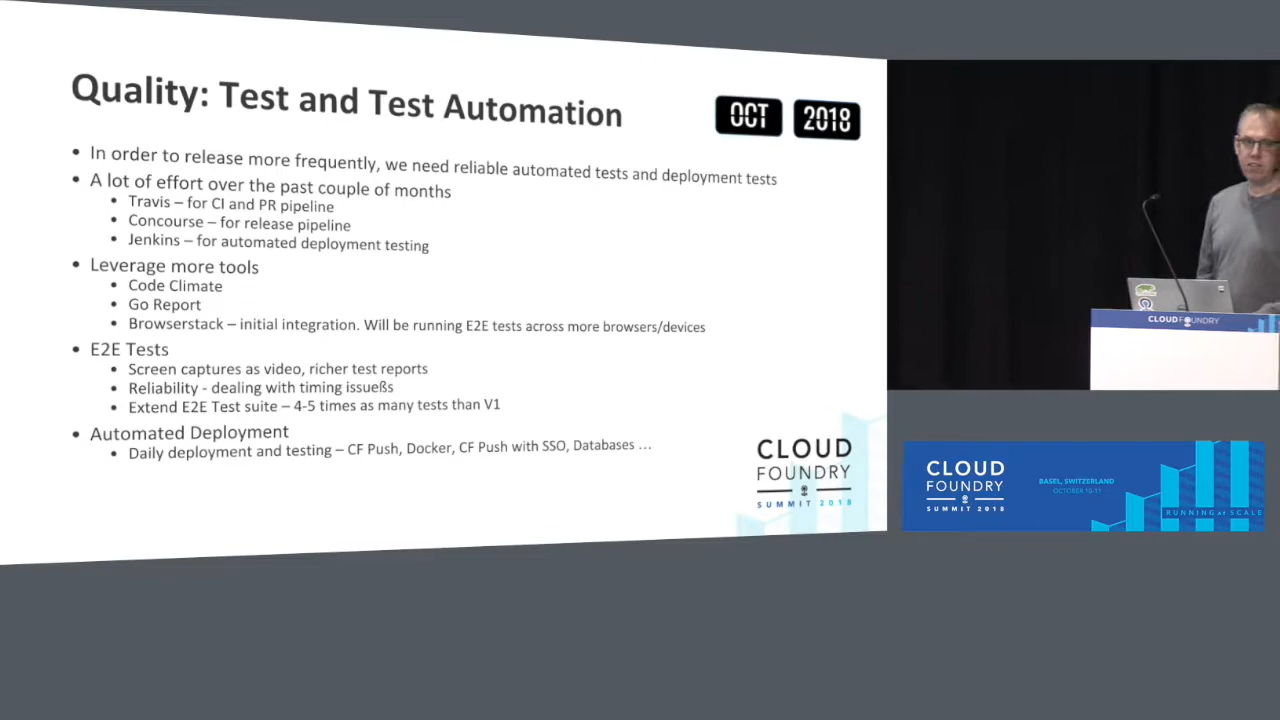 Quality: Test and Test Automation
OCT 2018
• In order to release more frequently, we need reliable automated tests and deployment tests
• A lot of effort over the past couple of months
• Travis – for CI and PR pipeline
• Concourse – for release pipeline
• Jenkins – for automated deployment testing
• Leverage more tools
• Code Climate
• Go Report
• Browserstack – initial integration. Will be running E2E tests across more browsers/devices
• E2E Tests
• Screen captures as video, richer test reports
• Reliability - dealing with timing issueßs
• Extend E2E Test suite – 4-5 times as many tests than V1
• Automated Deployment
• Daily deployment and testing – CF Push, Docker, CF Push with SSO, Databases ...
CLOUD
FOUNDRY
SUMMIT 2018
CLOUD FOUNDRY
CLOUD
FOUNDRY
SUMMIT 2018
BASEL, SWITZERLAND
OCTOBER 10-11
RUNNING at SCALE